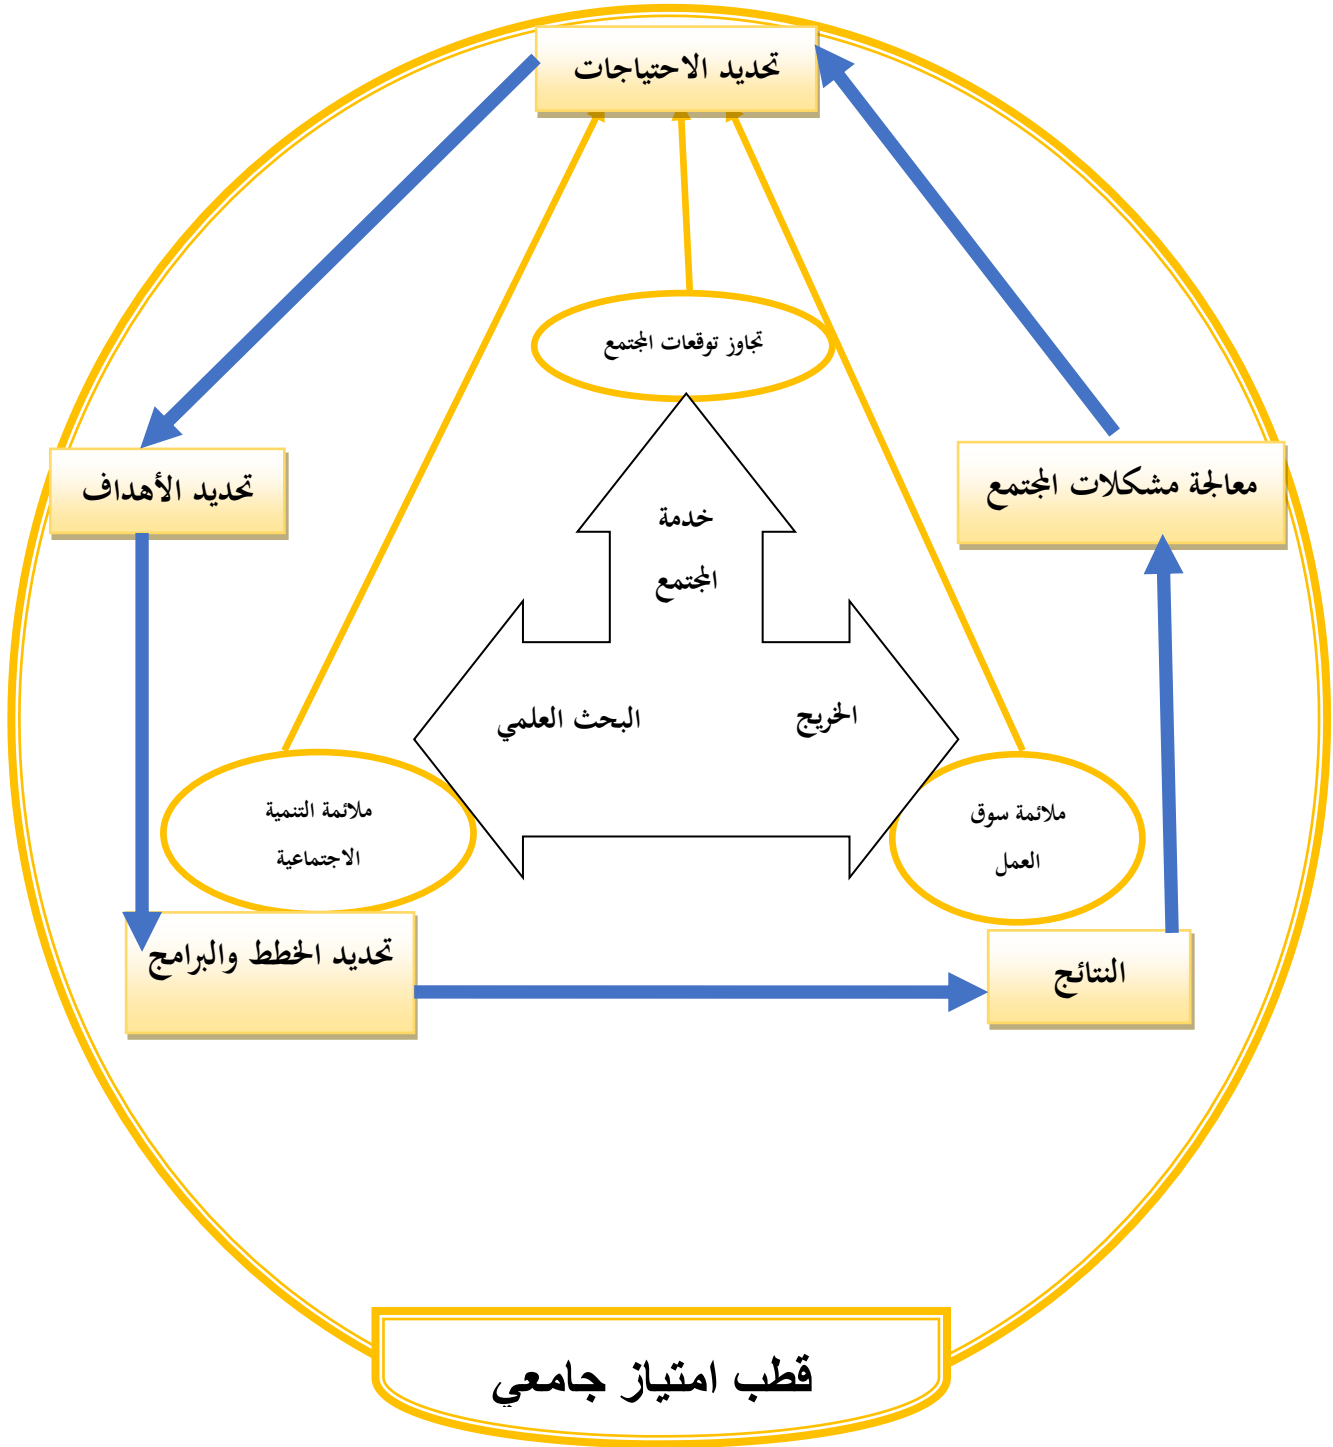 تحديد الاحتياجات
تجاوز توقعات المجتمع
معالجة مشكلات المجتمع
تحديد الأهداف
خدمة
المجتمع
الخريج
البحث العلمي
ملائمة سوق
العمل
ملائمة التنمية
الاجتماعية
النتائج
تحديد الخطط والبرامج
قطب امتياز جامعي